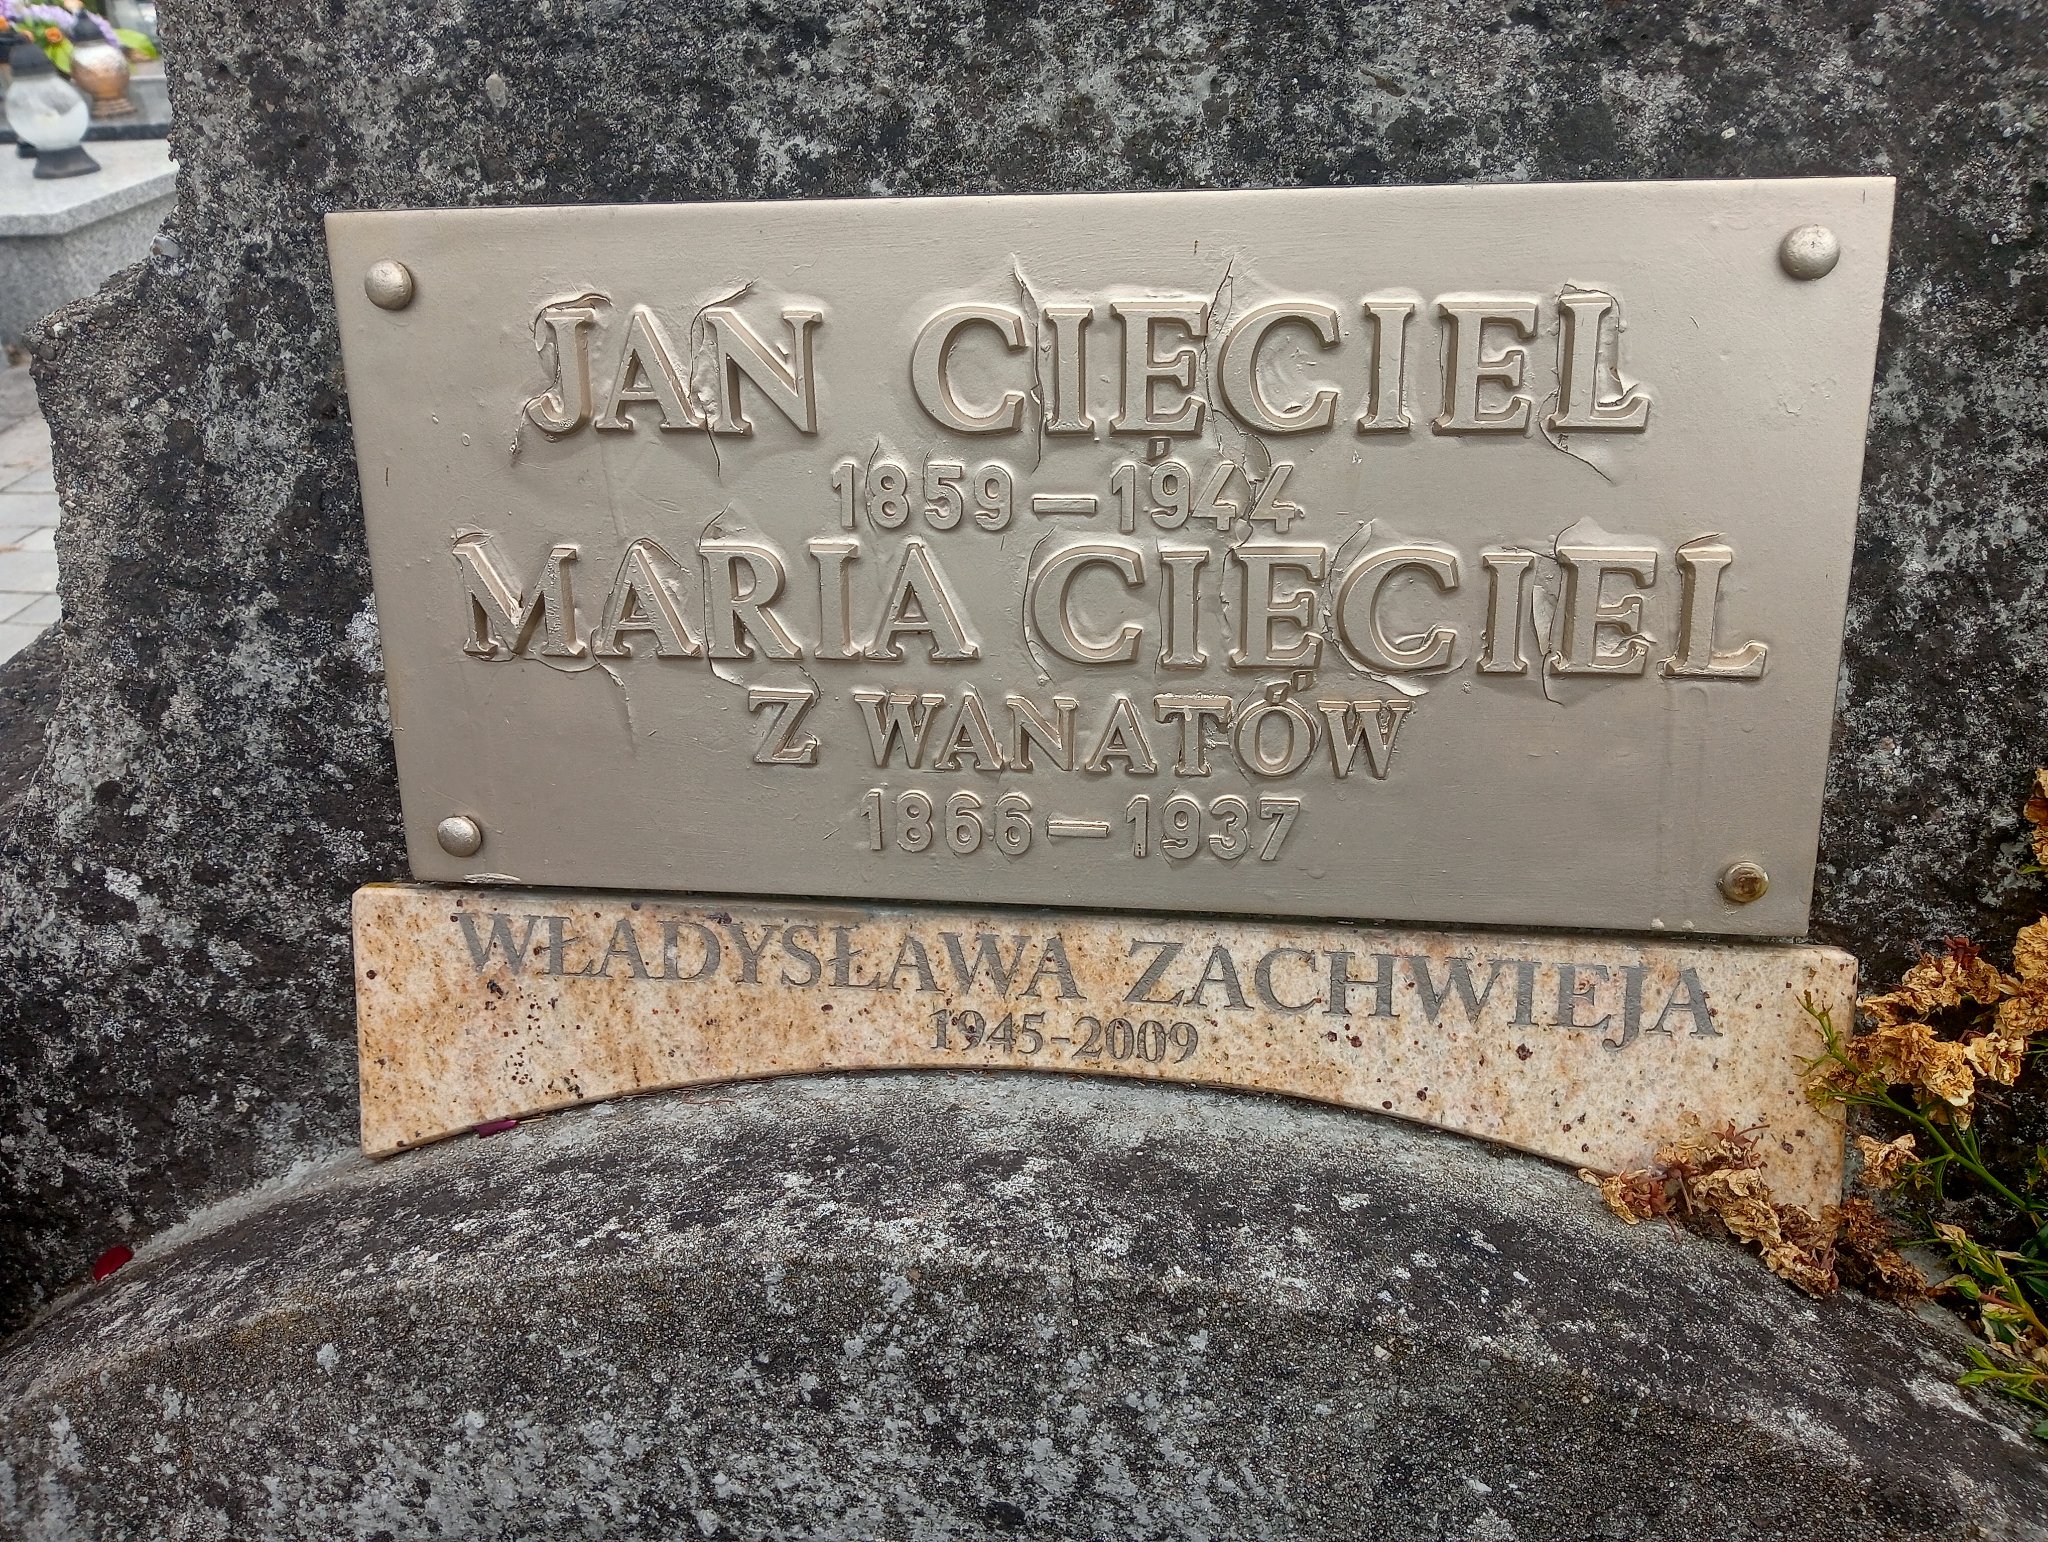 JAN CIĘCIEL
1859-1944
MARIA CIĘCIEL
Z WANATÓW
1866-1937
WŁADYSŁAWA ZACHWIEJA
1945-2009